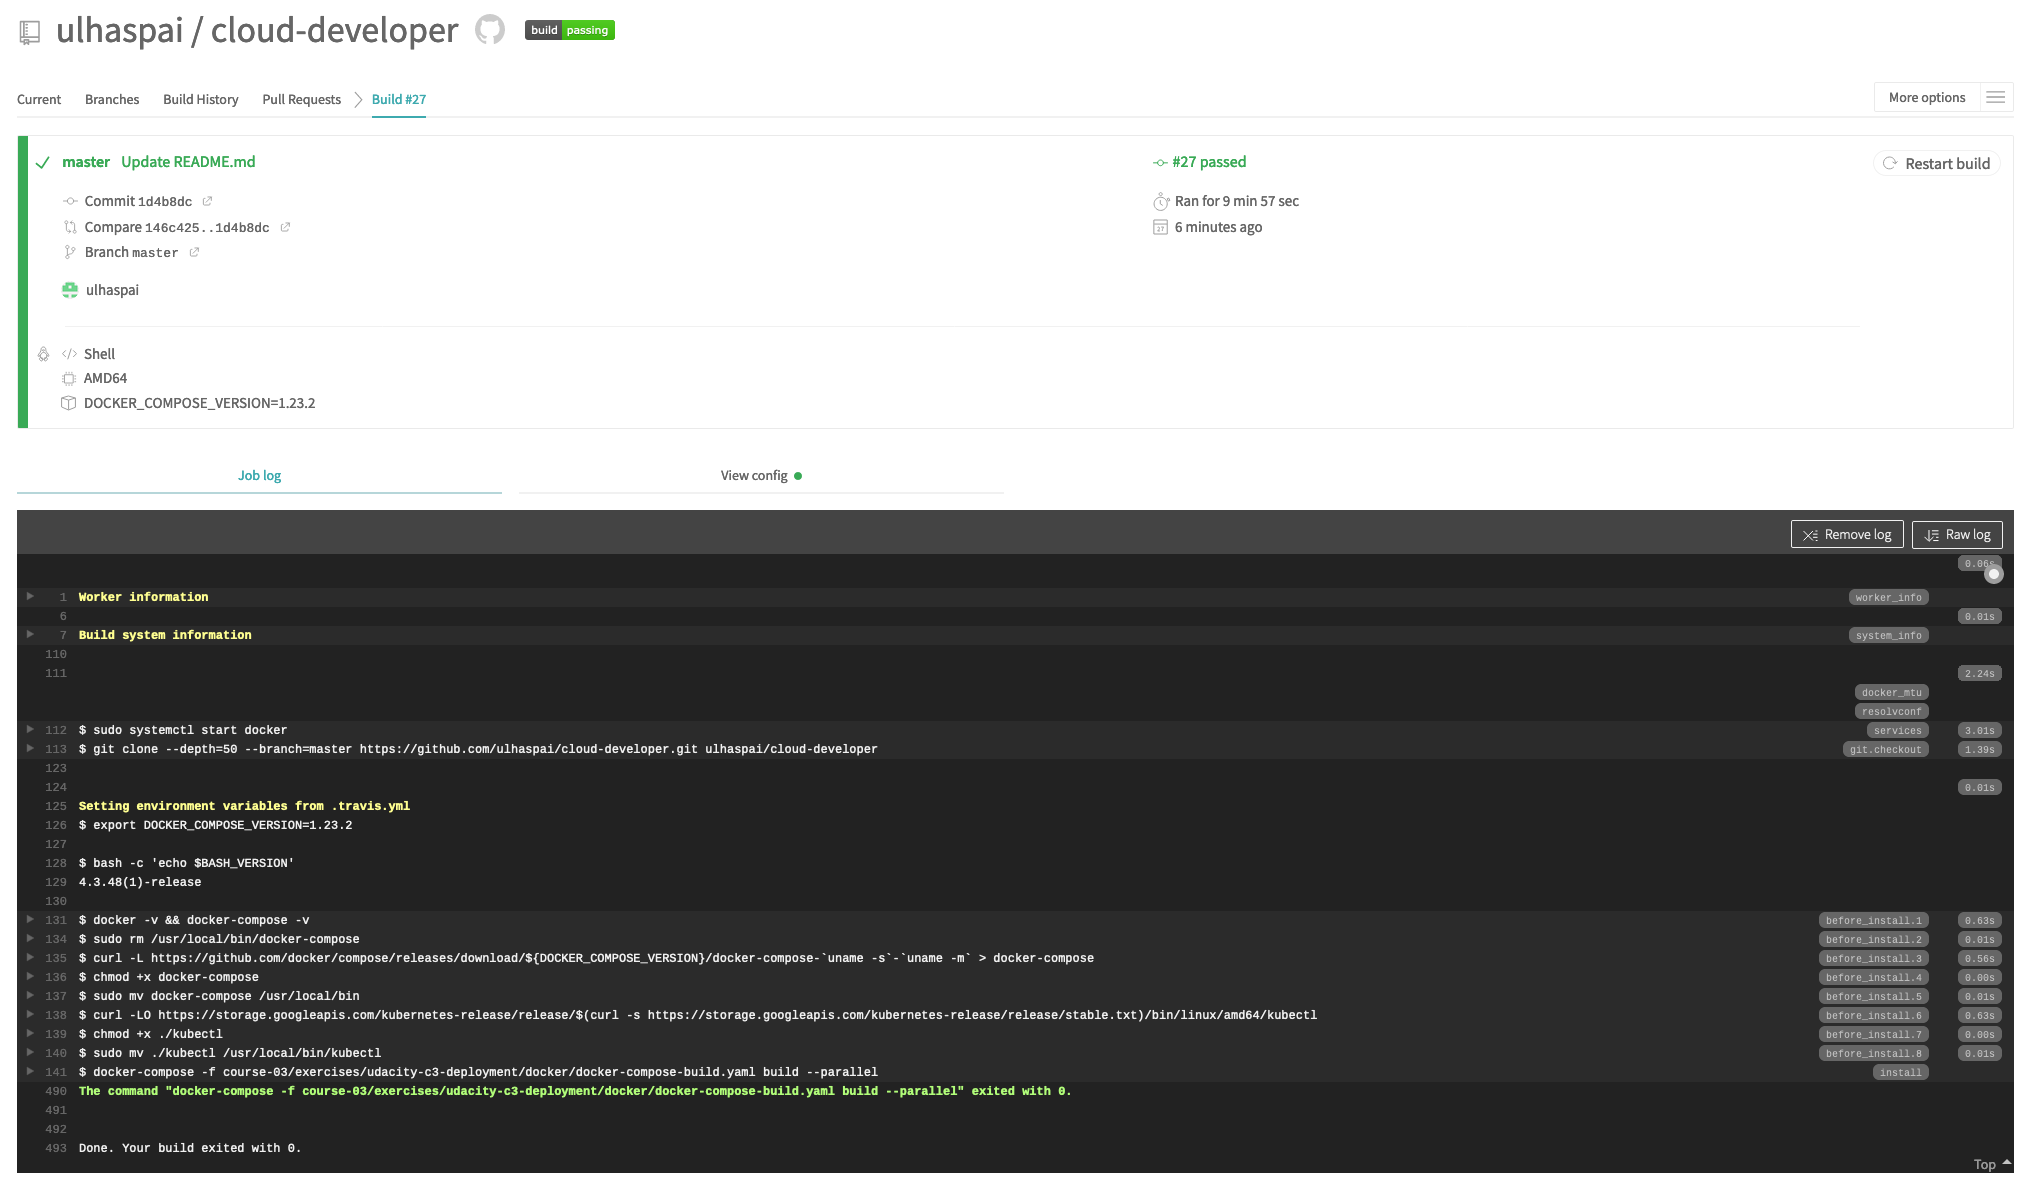 ulhaspai / cloud-developer build passing
Current Branches Build History Pull Requests Build #27 More options
master Update README.md #27 passed Restart build
Commit 1d4b8dc Ran for 9 min 57 sec
Compare 146c425..1d4b8dc 6 minutes ago
Branch master
ulhaspai
Shell
AMD64
DOCKER_COMPOSE_VERSION=1.23.2
Job log View config
Remove log Raw log
0.06s
1 Worker information worker_info
6 0.01s
7 Build system information system_info
110
111 2.24s
docker_mtu
resolvconf
112 $ sudo systemctl start docker services 3.01s
113 $ git clone --depth=50 --branch=master https://github.com/ulhaspai/cloud-developer.git ulhaspai/cloud-developer git.checkout 1.39s
123
124 0.01s
125 Setting environment variables from .travis.yml
126 $ export DOCKER_COMPOSE_VERSION=1.23.2
127
128 $ bash -c 'echo $BASH_VERSION'
129 4.3.48(1)-release
130
131 $ docker -v && docker-compose -v before_install.1 0.63s
134 $ sudo rm /usr/local/bin/docker-compose before_install.2 0.01s
135 $ curl -L https://github.com/docker/compose/releases/download/${DOCKER_COMPOSE_VERSION}/docker-compose-`uname -s`-`uname -m` > docker-compose before_install.3 0.56s
136 $ chmod +x docker-compose before_install.4 0.00s
137 $ sudo mv docker-compose /usr/local/bin before_install.5 0.01s
138 $ curl -LO https://storage.googleapis.com/kubernetes-release/release/$(curl -s https://storage.googleapis.com/kubernetes-release/release/stable.txt)/bin/linux/amd64/kubectl before_install.6 0.63s
139 $ chmod +x ./kubectl before_install.7 0.00s
140 $ sudo mv ./kubectl /usr/local/bin/kubectl before_install.8 0.01s
141 $ docker-compose -f course-03/exercises/udacity-c3-deployment/docker/docker-compose-build.yaml build --parallel install
490 The command "docker-compose -f course-03/exercises/udacity-c3-deployment/docker/docker-compose-build.yaml build --parallel" exited with 0.
491
492
493 Done. Your build exited with 0.
Top